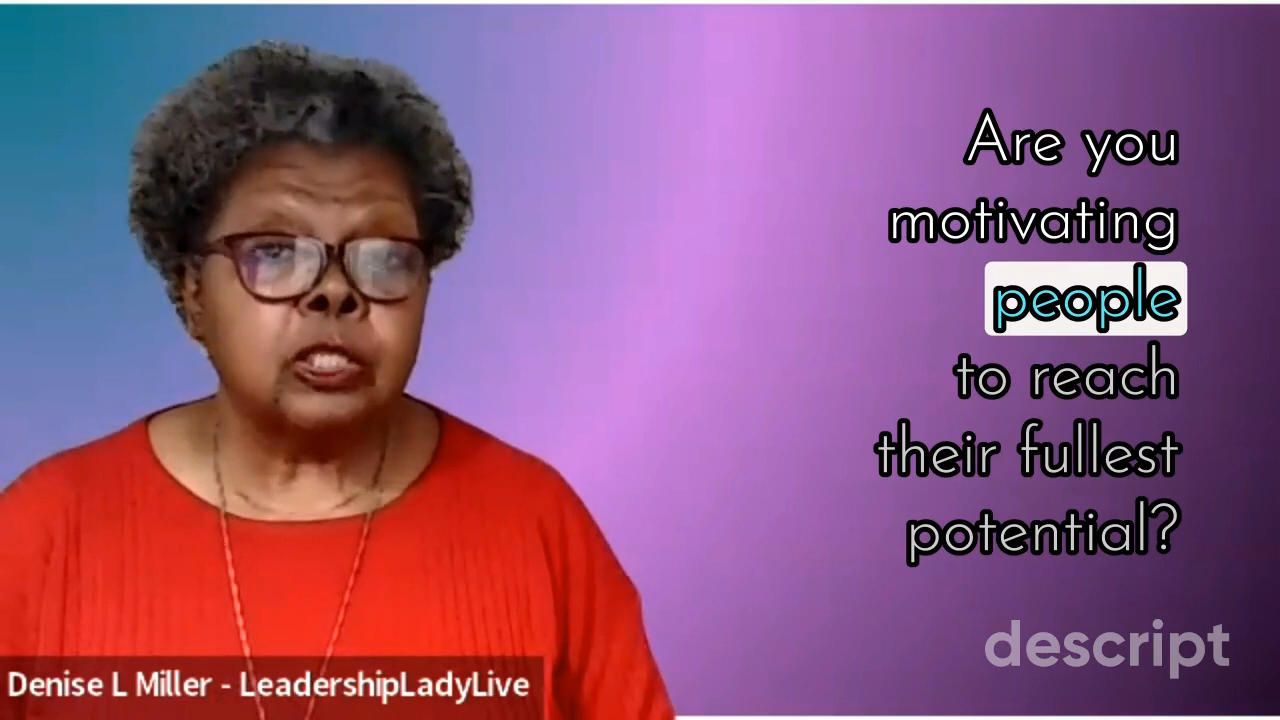 Are you
motivating
people
to reach
their fullest
potential?
descript
Denise L Miller - LeadershipLadyLive